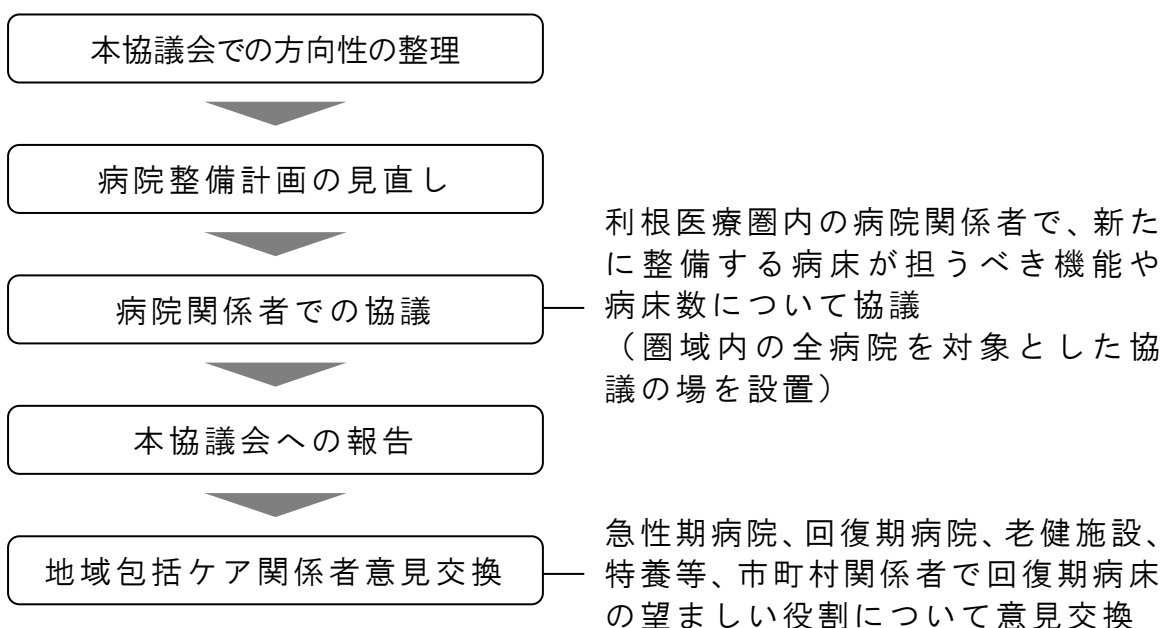 本協議会での方向性の整理
病院整備計画の見直し
病院関係者での協議
利根医療圏内の病院関係者で、新た
に整備する病床が担うべき機能や
病床数について協議
（圏域内の全病院を対象とした協
議の場を設置）
本協議会への報告
地域包括ケア関係者意見交換
急性期病院、回復期病院、老健施設、
特養等、市町村関係者で回復期病床
の望ましい役割について意見交換